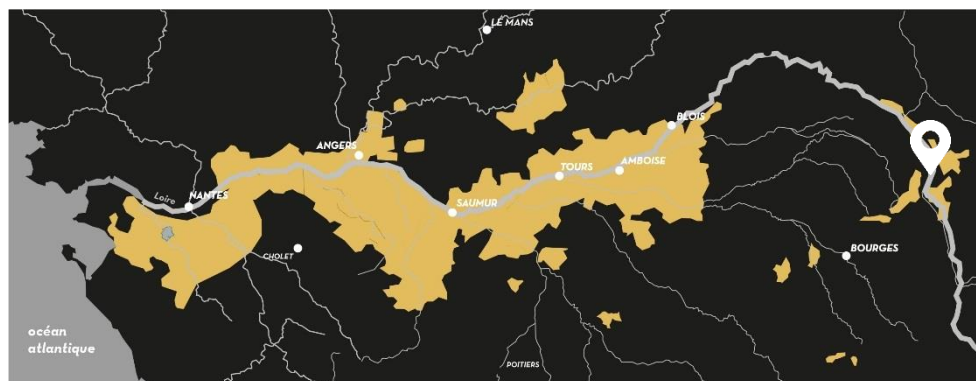 LE MANS
BLOIS
ANGERS
TOURS
AMBOISE
Loire
NANTES
SAUMUR
CHOLET
BOURGES
océan
atlantique
POITIERS